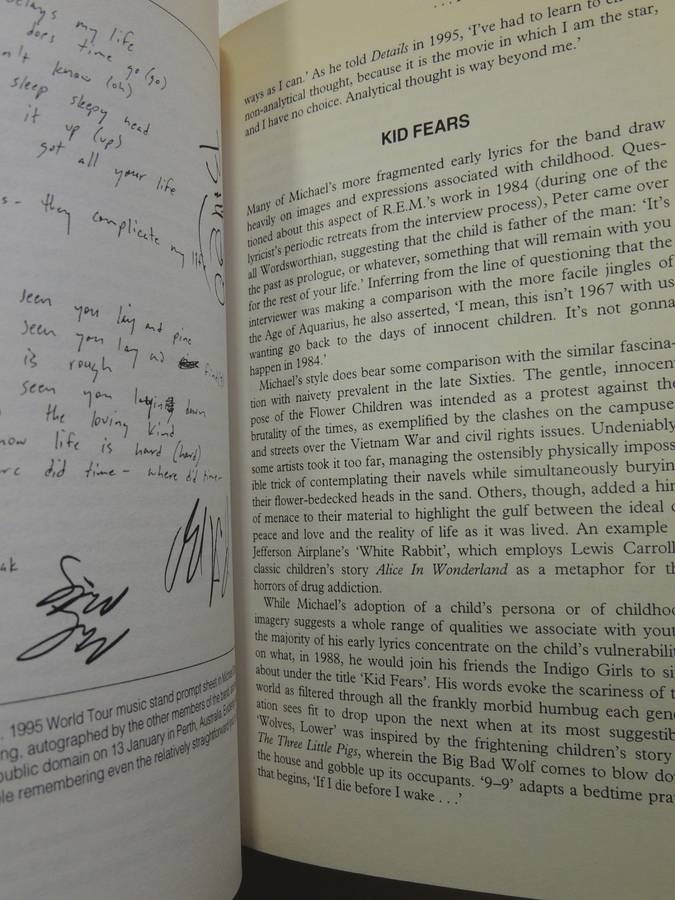 my life
does time go (go)
know (oh)
sleep sleepy head
it up (up)
got all your life
they complicate my life
seen you lay and pine
seen you lay
is rough
seen you down
the loving kind
life is hard (hard)
did time – where did time
1995 World Tour music stand prompt sheet in
autographed by the other members of the band
public domain on 13 January in Perth, Australia.
remembering even the relatively straightforward
ways as I can.' As he told Details in 1995, 'I've had to learn to
non-analytical thought, because it is the movie in which I am the star,
and I have no choice. Analytical thought is way beyond me.'
KID FEARS
Many of Michael's more fragmented early lyrics for the band draw
heavily on images and expressions associated with childhood. Ques-
tioned about this aspect of R.E.M.'s work in 1984 (during one of the
lyricist's periodic retreats from the interview process), Peter came over
all Wordsworthian, suggesting that the child is father of the man: 'It's
the past as prologue, or whatever, something that will remain with you
for the rest of your life.' Inferring from the line of questioning that the
interviewer was making a comparison with the more facile jingles of
the Age of Aquarius, he also asserted, 'I mean, this isn't 1967 with us
wanting go back to the days of innocent children. It's not gonna
happen in 1984.'
Michael's style does bear some comparison with the similar fascina-
tion with naivety prevalent in the late Sixties. The gentle, innocent
pose of the Flower Children was intended as a protest against the
brutality of the times, as exemplified by the clashes on the campuse
and streets over the Vietnam War and civil rights issues. Undeniably
some artists took it too far, managing the ostensibly physically imposs
ible trick of contemplating their navels while simultaneously buryin
their flower-bedecked heads in the sand. Others, though, added a hin
of menace to their material to highlight the gulf between the ideal o
peace and love and the reality of life as it was lived. An example
Jefferson Airplane's 'White Rabbit', which employs Lewis Carroll
classic children's story Alice In Wonderland as a metaphor for th
horrors of drug addiction.
While Michael's adoption of a child's persona or of childhoo
imagery suggests a whole range of qualities we associate with yout
the majority of his early lyrics concentrate on the child's vulnerabilit
on what, in 1988, he would join his friends the Indigo Girls to si
about under the title 'Kid Fears'. His words evoke the scariness of t
world as filtered through all the frankly morbid humbug each gene
ation sees fit to drop upon the next when at its most suggestib
'Wolves, Lower' was inspired by the frightening children's story
The Three Little Pigs, wherein the Big Bad Wolf comes to blow dow
the house and gobble up its occupants. '9–9' adapts a bedtime pra
that begins, 'If I die before I wake . . .'